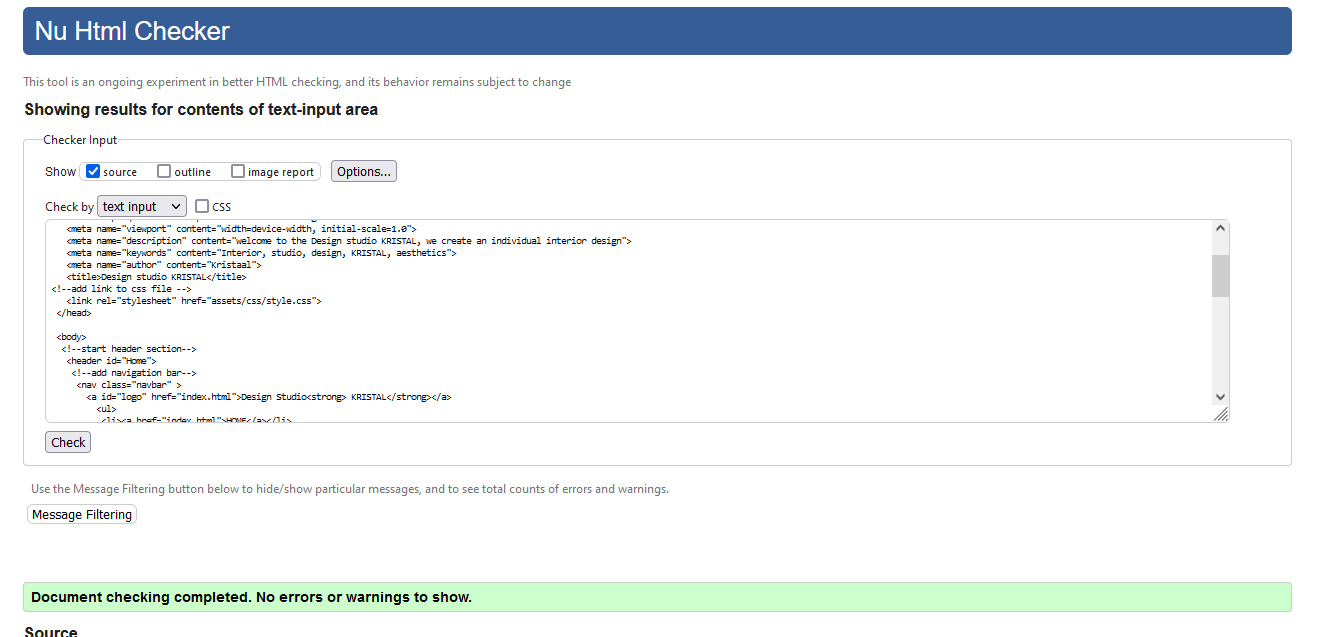 Nu Html Checker
This tool is an ongoing experiment in better HTML checking, and its behavior remains subject to change
Showing results for contents of text-input area
Checker Input
Show source outline image report Options...
Check by text input CSS
<meta name="viewport" content="width=device-width, initial-scale=1.0">
<meta name="description" content="welcome to the Design studio KRISTAL, we create an individual interior design">
<meta name="keywords" content="Interior, studio, design, KRISTAL, aesthetics">
<meta name="author" content="Kristaal">
<title>Design studio KRISTAL</title>
<!--add link to css file -->
<link rel="stylesheet" href="assets/css/style.css">
</head>
<body>
<!--start header section-->
<header id="Home">
<!--add navigation bar-->
<nav class="navbar" >
<a id="logo" href="index.html">Design Studio<strong> KRISTAL</strong></a>
<ul>
<li><a href="index.html">HOME</a></li>
Check
Use the Message Filtering button below to hide/show particular messages, and to see total counts of errors and warnings.
Message Filtering
Document checking completed. No errors or warnings to show.
Source